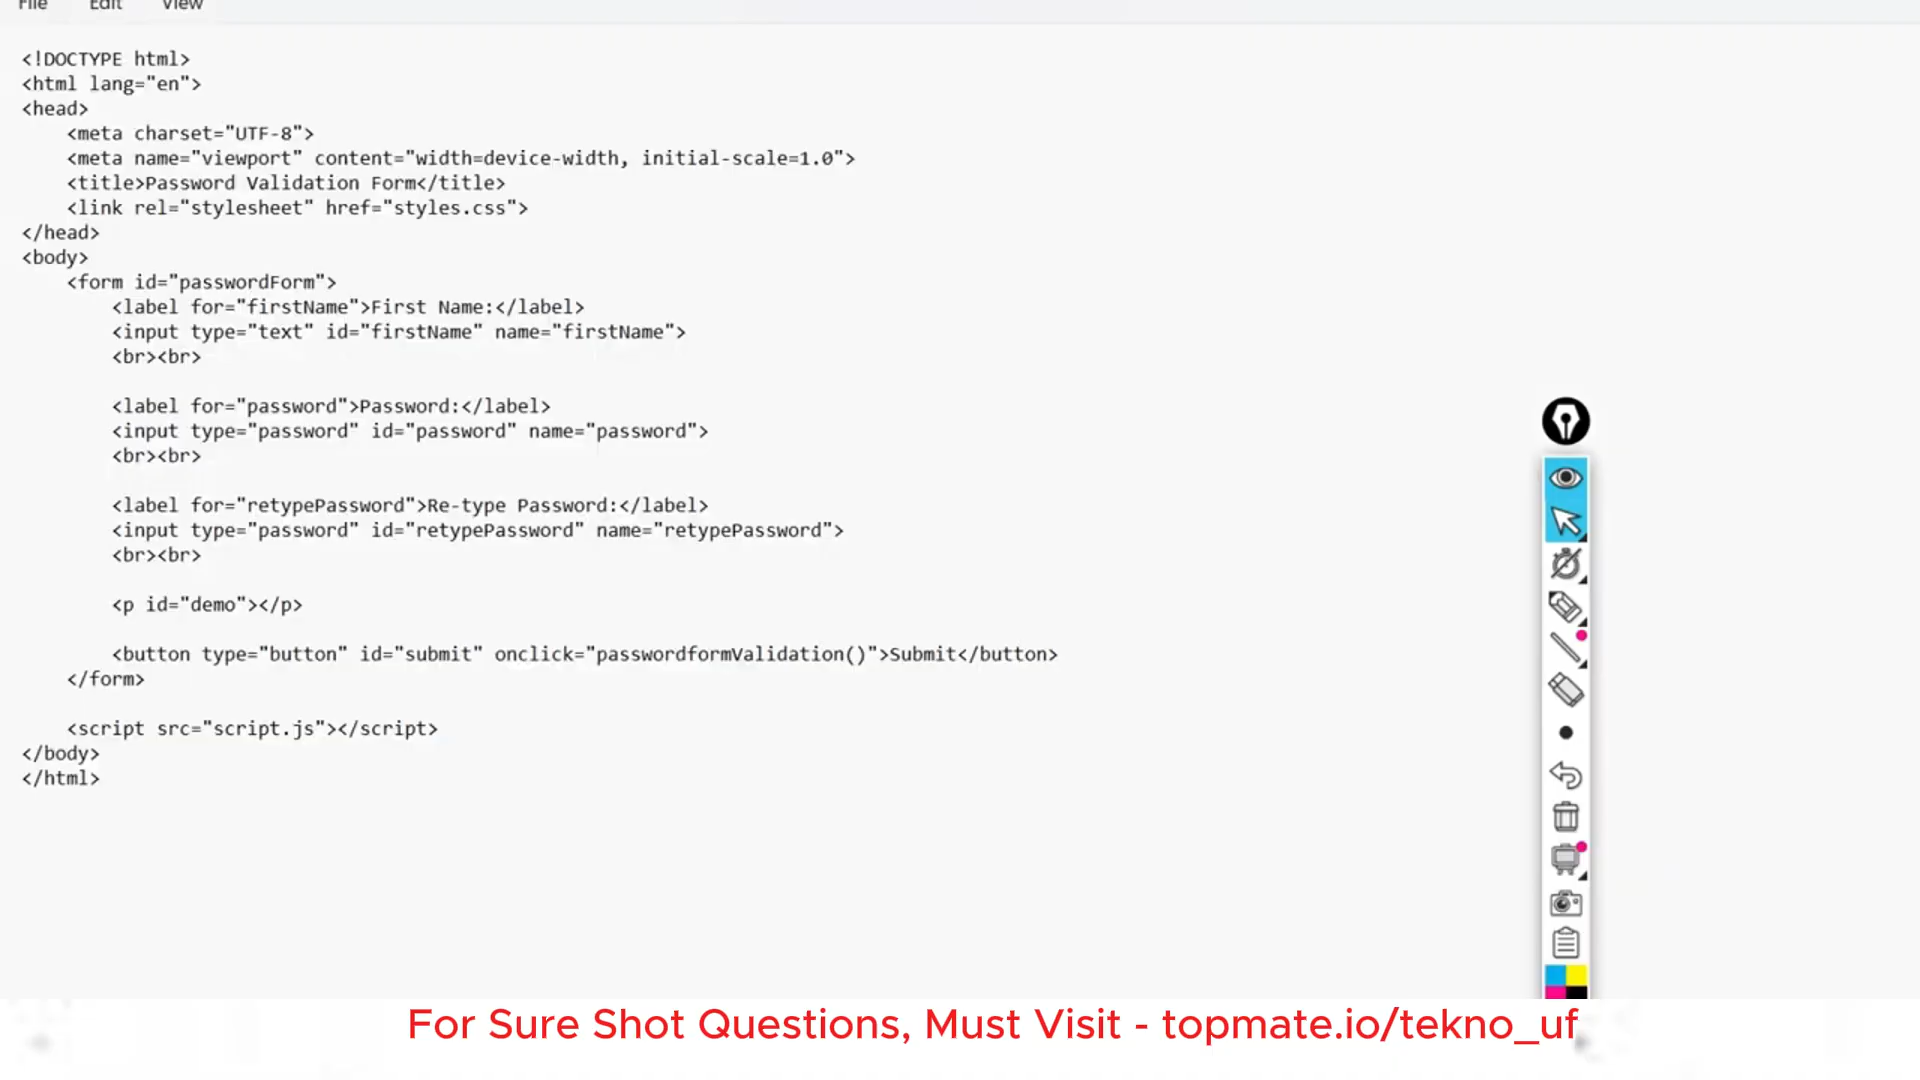 File Edit View
<!DOCTYPE html>
<html lang="en">
<head>
    <meta charset="UTF-8">
    <meta name="viewport" content="width=device-width, initial-scale=1.0">
    <title>Password Validation Form</title>
    <link rel="stylesheet" href="styles.css">
</head>
<body>
    <form id="passwordForm">
        <label for="firstName">First Name:</label>
        <input type="text" id="firstName" name="firstName">
        <br><br>

        <label for="password">Password:</label>
        <input type="password" id="password" name="password">
        <br><br>

        <label for="retypePassword">Re-type Password:</label>
        <input type="password" id="retypePassword" name="retypePassword">
        <br><br>

        <p id="demo"></p>

        <button type="button" id="submit" onclick="passwordformValidation()">Submit</button>
    </form>

    <script src="script.js"></script>
</body>
</html>
For Sure Shot Questions, Must Visit - topmate.io/tekno_uf